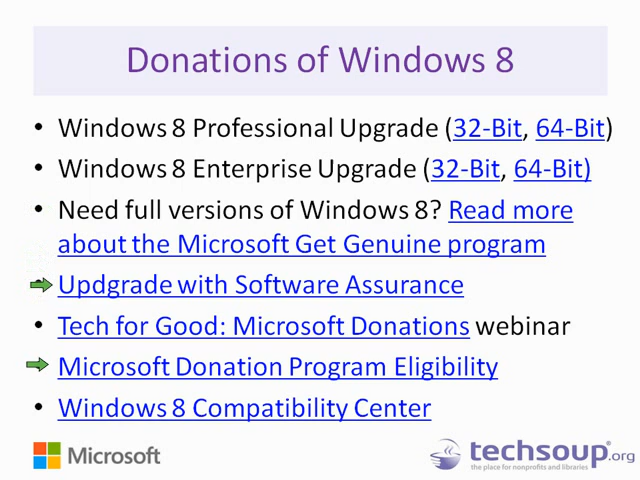 Donations of Windows 8
• Windows 8 Professional Upgrade (32-Bit, 64-Bit)
• Windows 8 Enterprise Upgrade (32-Bit, 64-Bit)
• Need full versions of Windows 8? Read more
about the Microsoft Get Genuine program
Updgrade with Software Assurance
• Tech for Good: Microsoft Donations webinar
Microsoft Donation Program Eligibility
• Windows 8 Compatibility Center
Microsoft
techsoup.org
the place for nonprofits and libraries